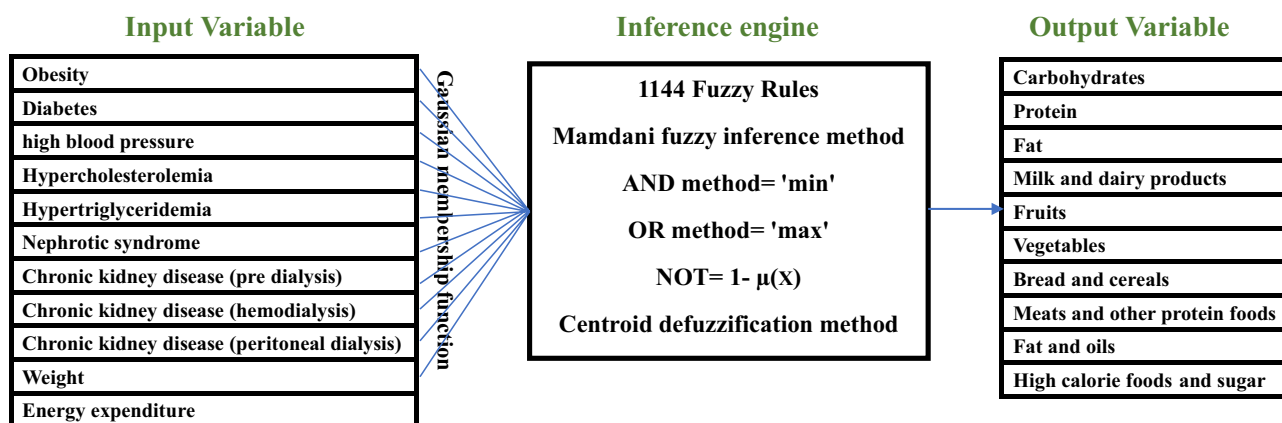 Input Variable
Obesity
Diabetes
high blood pressure
Hypercholesterolemia
Hypertriglyceridemia
Nephrotic syndrome
Chronic kidney disease (pre dialysis)
Chronic kidney disease (hemodialysis)
Chronic kidney disease (peritoneal dialysis)
Weight
Energy expenditure
Gaussian membership function
Inference engine
1144 Fuzzy Rules
Mamdani fuzzy inference method
AND method= 'min'
OR method= 'max'
NOT= 1- μ(X)
Centroid defuzzification method
Output Variable
Carbohydrates
Protein
Fat
Milk and dairy products
Fruits
Vegetables
Bread and cereals
Meats and other protein foods
Fat and oils
High calorie foods and sugar